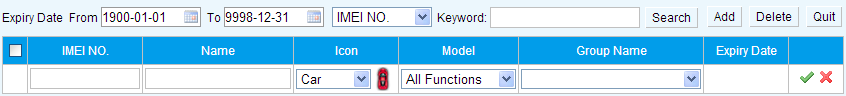 Expiry Date From 1900-01-01 To 9998-12-31 IMEI NO. Keyword: Search Add Delete Quit
IMEI NO. Name Icon Model Group Name Expiry Date
Car All Functions